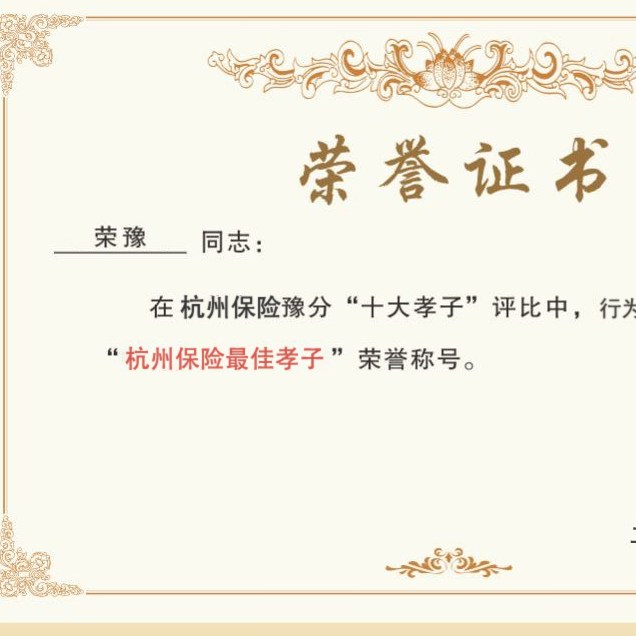 荣誉证书
荣豫 同志：
在 杭州保险豫分“十大孝子”评比中，行为
“杭州保险最佳孝子”荣誉称号。